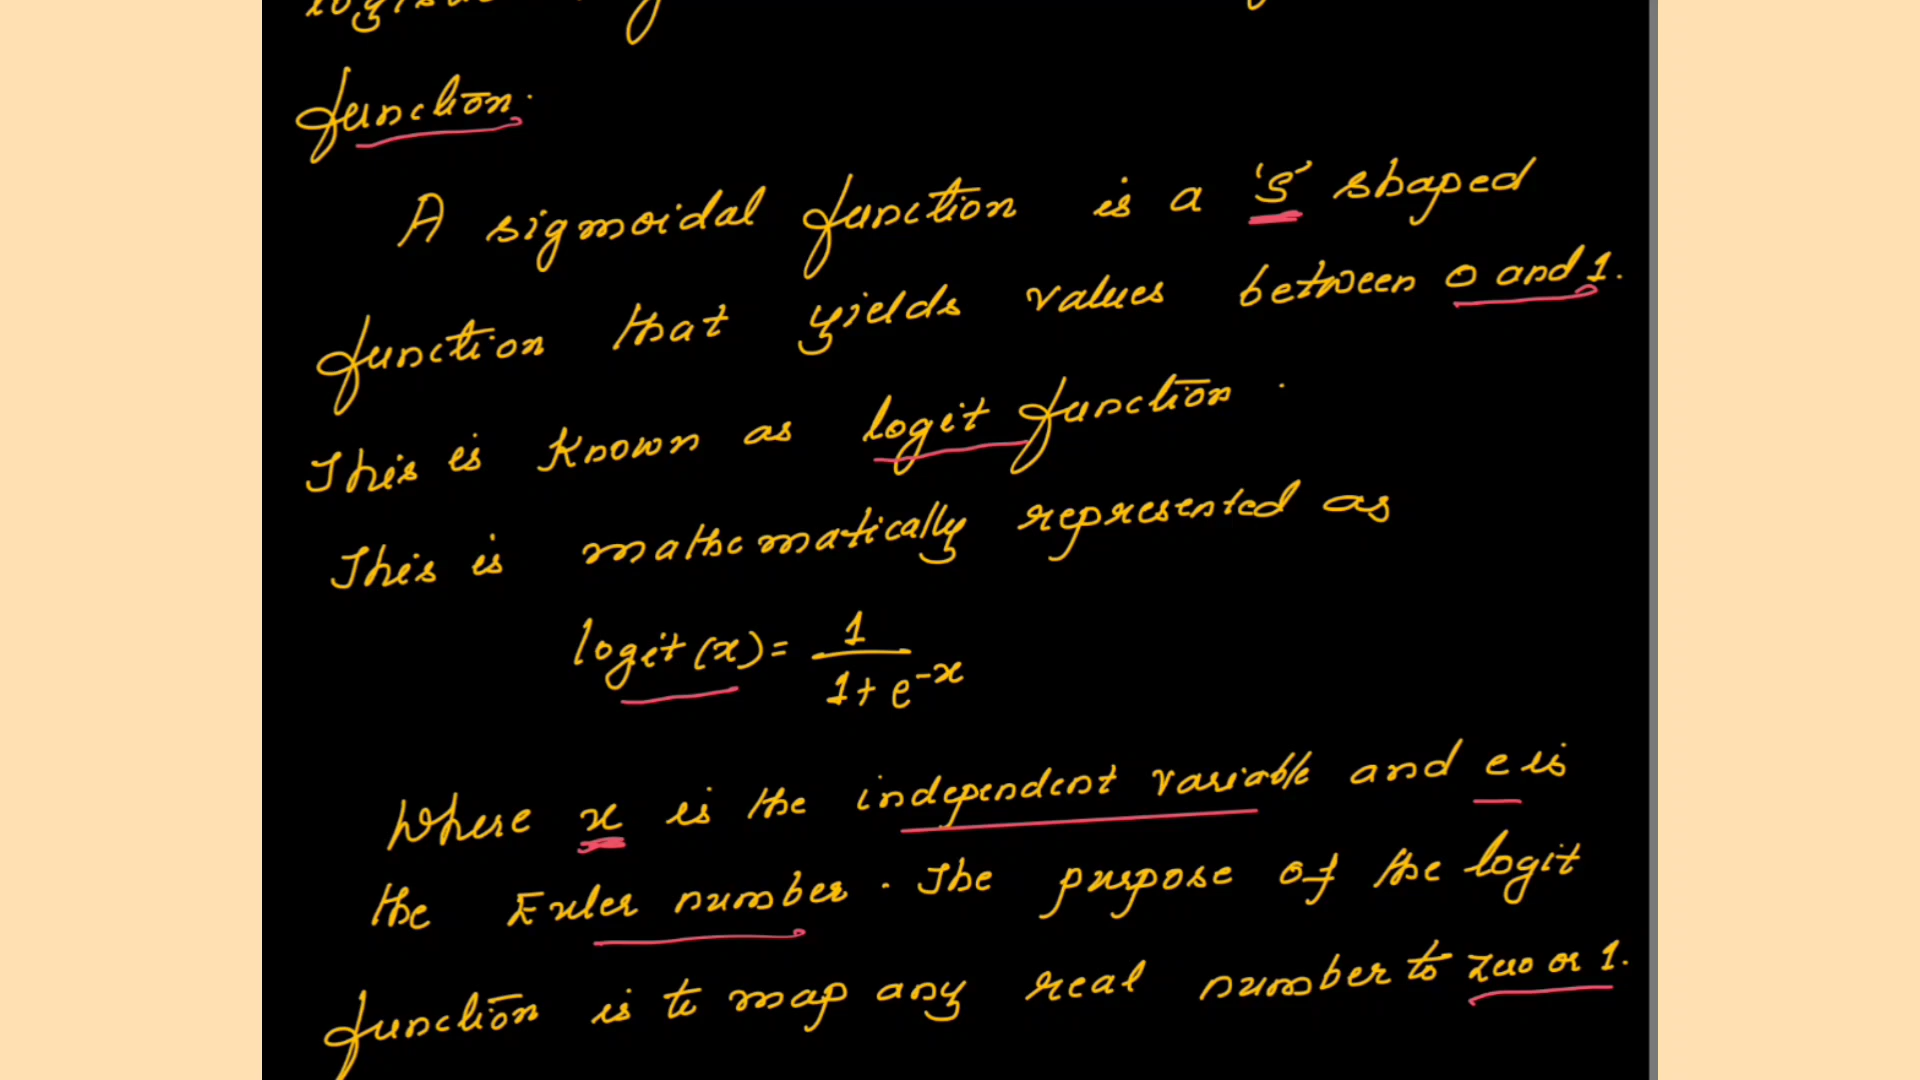 function.
A sigmoidal function is a 'S' shaped
function that yields values between 0 and 1.
This is known as logit function.
This is mathematically represented as
logit (x) = 1 / 1 + e^-x
Where x is the independent variable and e is
the Euler number. The purpose of the logit
function is to map any real number to zero or 1.